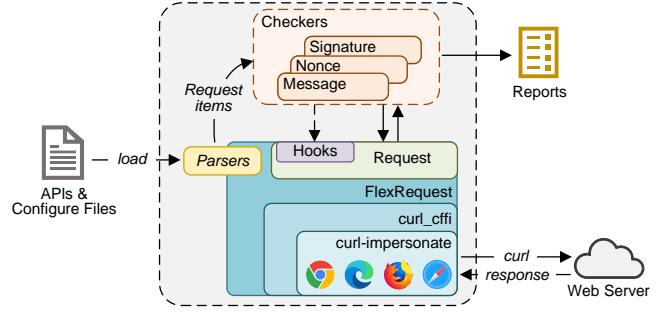 Checkers
Signature
Nonce
Message
Request
items
Reports
Hooks
Request
load
Parsers
FlexRequest
APIs &
Configure Files
curl_cffi
curl-impersonate
curl
response
Web Server